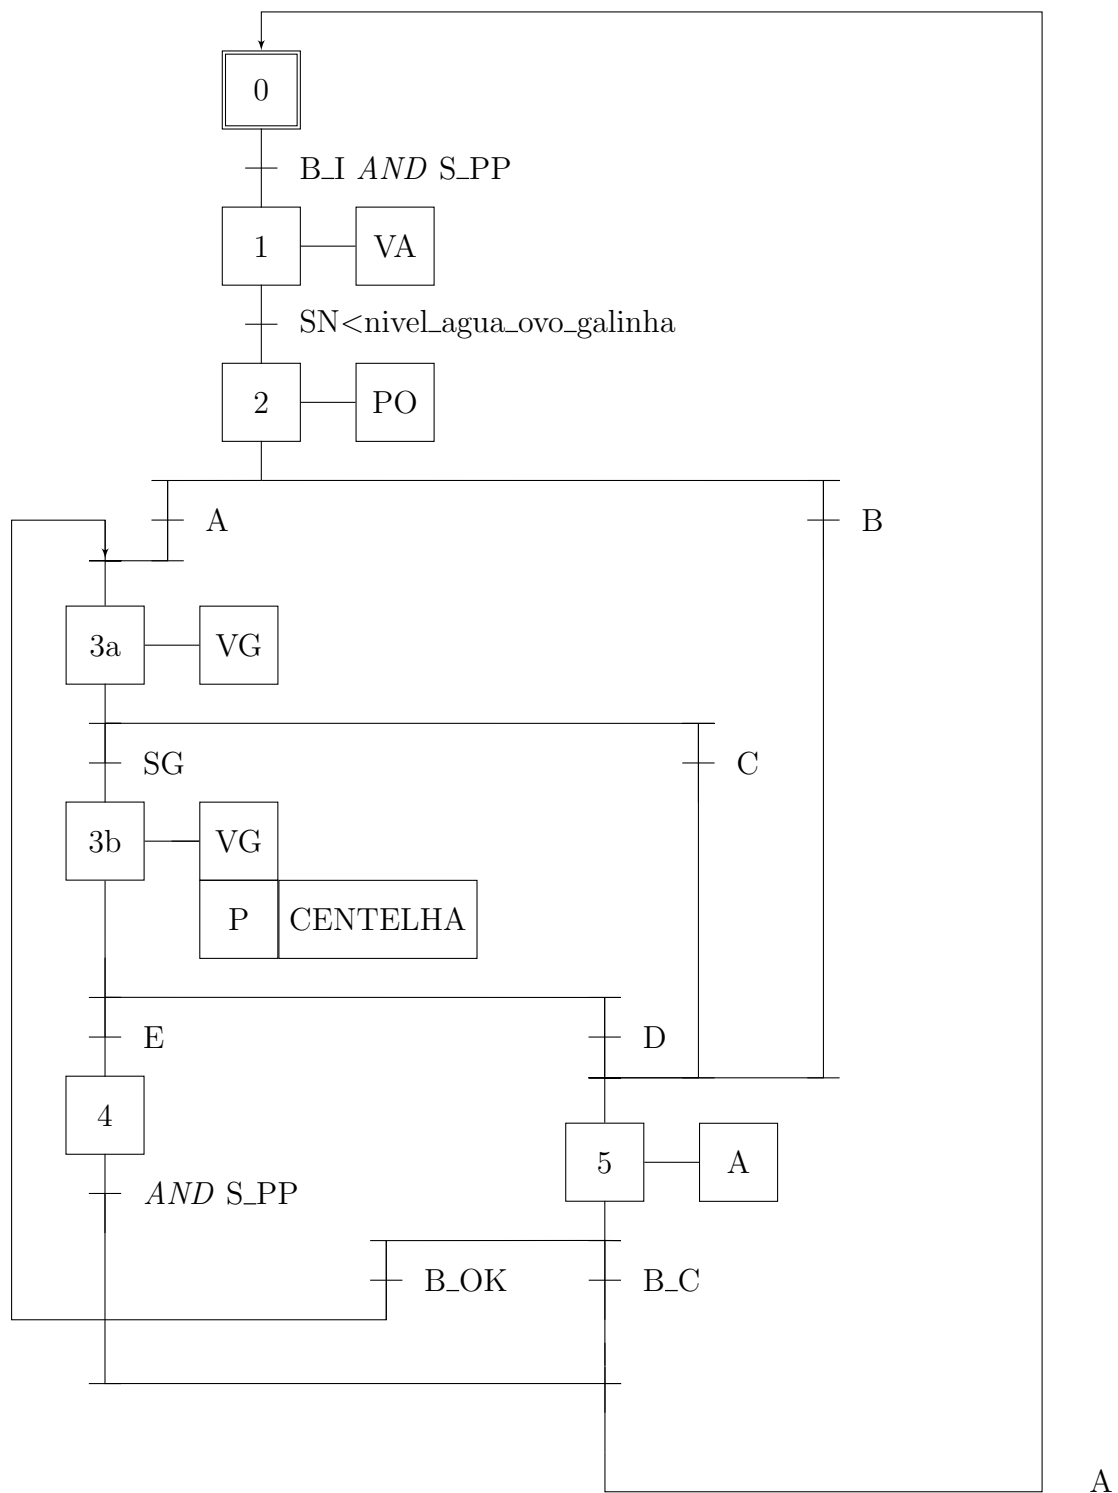 0
B_I AND S_PP
1 VA
SN<nivel_agua_ovo_galinha
2 PO
A B
3a VG
SG C
3b VG
P CENTELHA
E D
4
5 A
AND S_PP
B_OK B_C
A